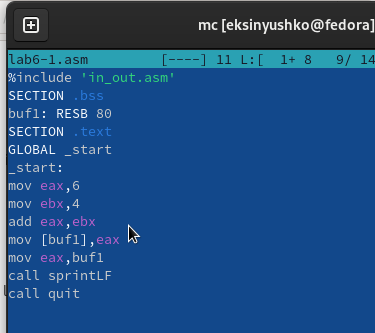 mc [eksinyushko@fedora]
lab6-1.asm [----] 11 L:[ 1+ 8 9/ 14
%include 'in_out.asm'
SECTION .bss
buf1: RESB 80
SECTION .text
GLOBAL _start
_start:
mov eax,6
mov ebx,4
add eax,ebx
mov [buf1],eax
mov eax,buf1
call sprintLF
call quit